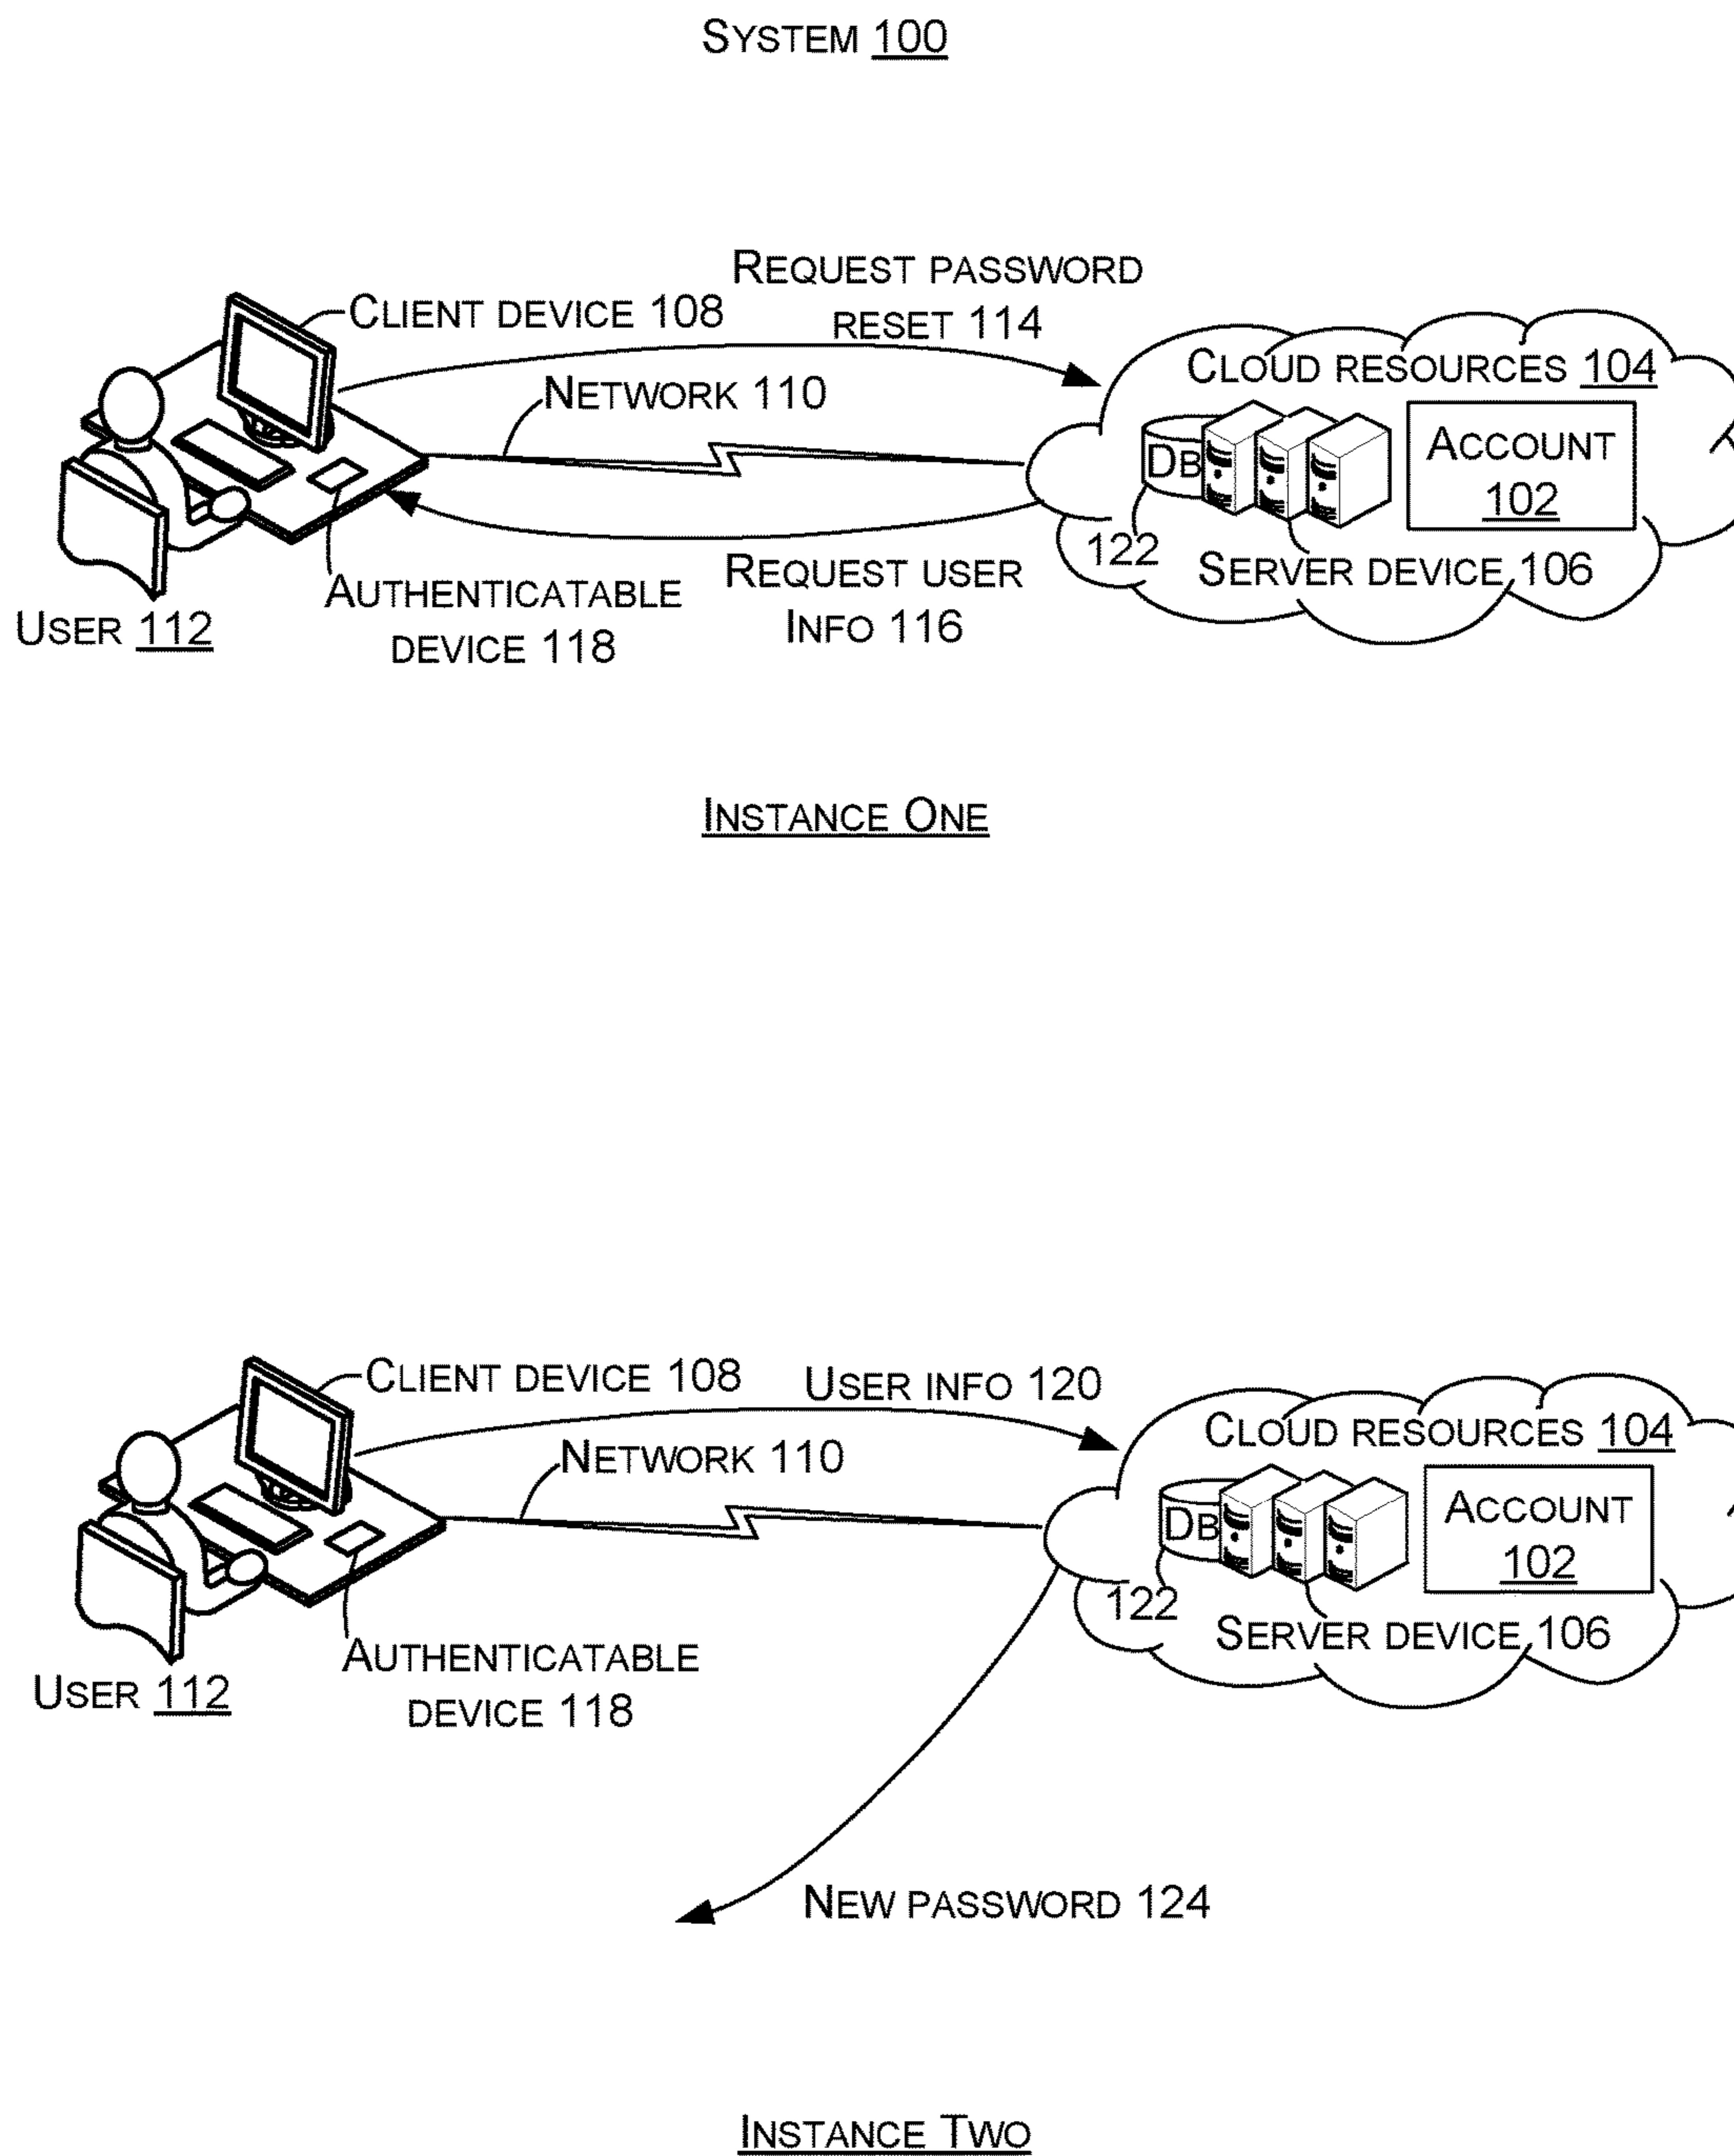 SYSTEM 100
REQUEST PASSWORD
RESET 114
CLIENT DEVICE 108
NETWORK 110
CLOUD RESOURCES 104
DB
ACCOUNT
102
122
SERVER DEVICE 106
REQUEST USER
INFO 116
AUTHENTICATABLE
DEVICE 118
USER 112
INSTANCE ONE
CLIENT DEVICE 108
USER INFO 120
NETWORK 110
CLOUD RESOURCES 104
DB
ACCOUNT
102
122
SERVER DEVICE 106
AUTHENTICATABLE
DEVICE 118
USER 112
NEW PASSWORD 124
INSTANCE TWO